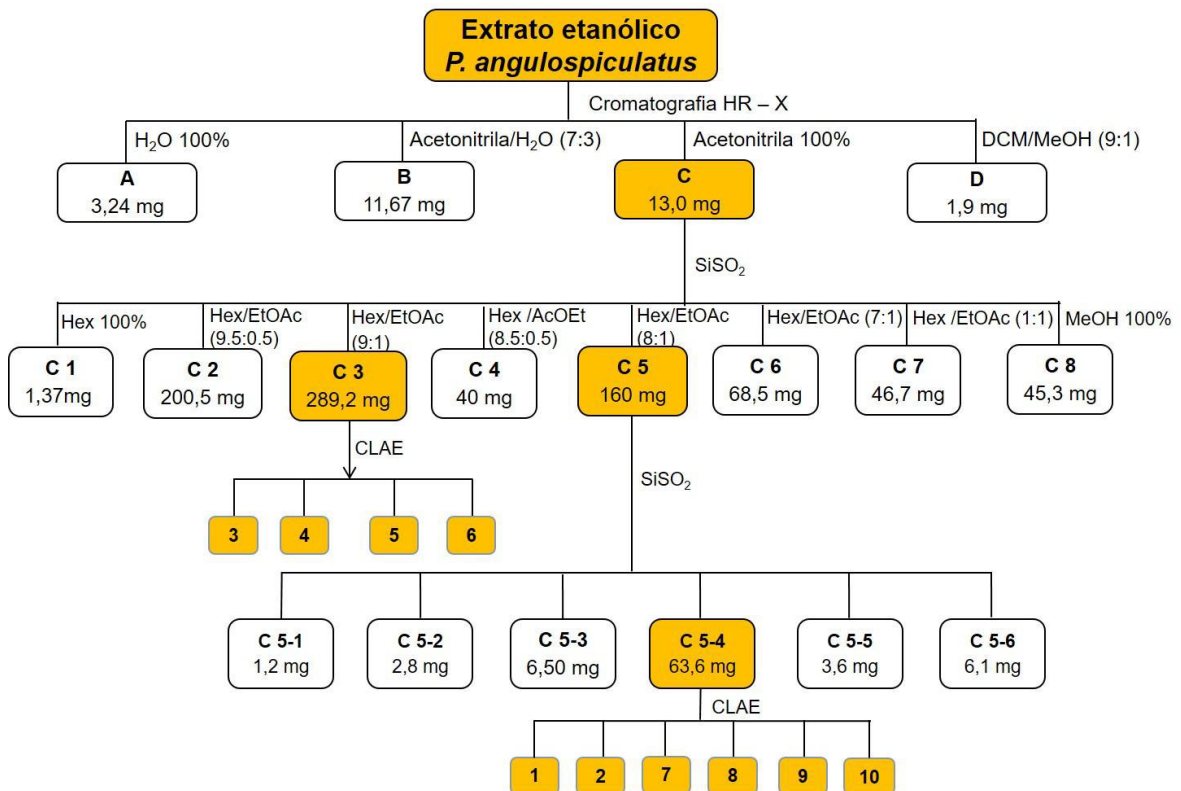 Extrato etanólico
P. angulospiculatus
Cromatografia HR – X
H₂O 100%
Acetonitrila/H₂O (7:3)
Acetonitrila 100%
DCM/MeOH (9:1)
A
3,24 mg
B
11,67 mg
C
13,0 mg
D
1,9 mg
SiSO₂
Hex 100%
Hex/EtOAc
(9.5:0.5)
Hex/EtOAc
(9:1)
Hex /AcOEt
(8.5:0.5)
Hex/EtOAc
(8:1)
Hex/EtOAc (7:1)
Hex /EtOAc (1:1)
MeOH 100%
C 1
1,37mg
C 2
200,5 mg
C 3
289,2 mg
C 4
40 mg
C 5
160 mg
C 6
68,5 mg
C 7
46,7 mg
C 8
45,3 mg
CLAE
SiSO₂
3
4
5
6
C 5-1
1,2 mg
C 5-2
2,8 mg
C 5-3
6,50 mg
C 5-4
63,6 mg
C 5-5
3,6 mg
C 5-6
6,1 mg
CLAE
1
2
7
8
9
10